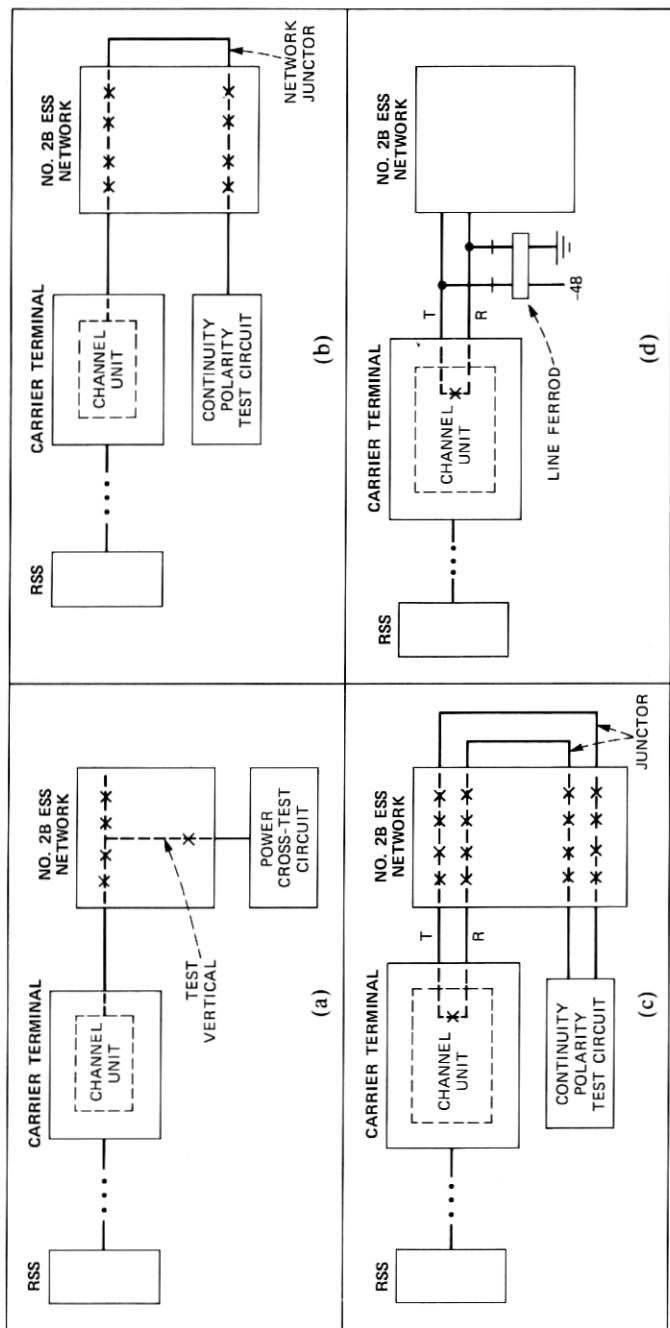 RSS
CARRIER TERMINAL
CHANNEL
UNIT
NO. 2B ESS
NETWORK
TEST
VERTICAL
POWER
CROSS-TEST
CIRCUIT
(a)
RSS
CARRIER TERMINAL
CHANNEL
UNIT
NO. 2B ESS
NETWORK
CONTINUITY
POLARITY
TEST CIRCUIT
NETWORK
JUNCTOR
(b)
RSS
CARRIER TERMINAL
CHANNEL
UNIT
T
R
NO. 2B ESS
NETWORK
CONTINUITY
POLARITY
TEST CIRCUIT
JUNCTOR
(c)
RSS
CARRIER TERMINAL
CHANNEL
UNIT
T
R
NO. 2B ESS
NETWORK
LINE FERROD
-48
(d)